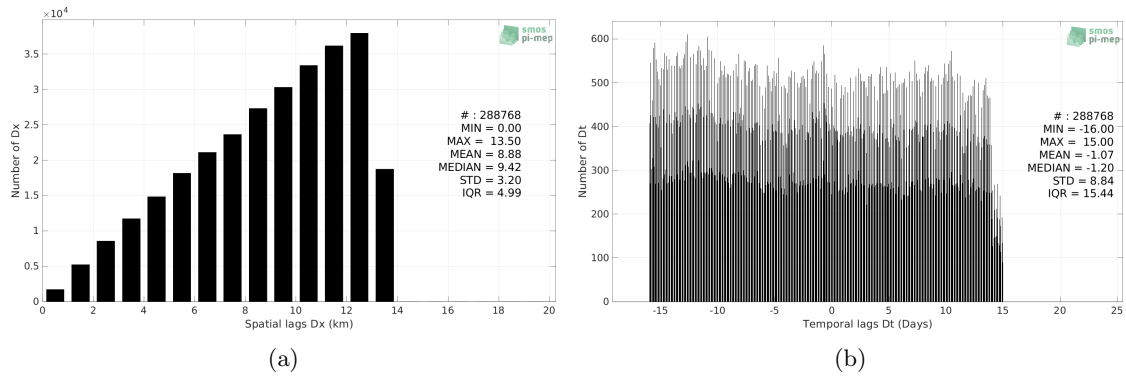 ×10⁴
smos
pi-mep
3.5
3
2.5
2
1.5
1
0.5
0
Number of Dx
# : 288768
MIN = 0.00
MAX = 13.50
MEAN = 8.88
MEDIAN = 9.42
STD = 3.20
IQR = 4.99
0 2 4 6 8 10 12 14 16 18 20
Spatial lags Dx (km)
(a)
smos
pi-mep
600
500
400
300
200
100
0
Number of Dt
# : 288768
MIN = -16.00
MAX = 15.00
MEAN = -1.07
MEDIAN = -1.20
STD = 8.84
IQR = 15.44
-15 -10 -5 0 5 10 15 20 25
Temporal lags Dt (Days)
(b)